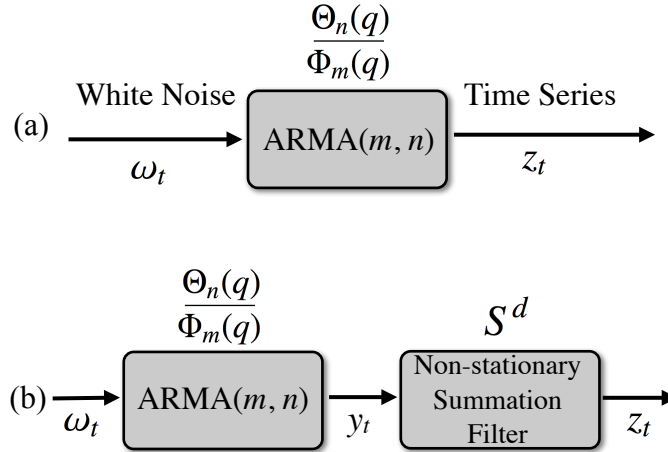 Θₙ(q)
Φₘ(q)
White Noise
Time Series
(a)
ARMA(m, n)
ωₜ
zₜ
Θₙ(q)
Φₘ(q)
Sᵈ
(b)
ARMA(m, n)
Non-stationary
Summation
Filter
ωₜ
yₜ
zₜ